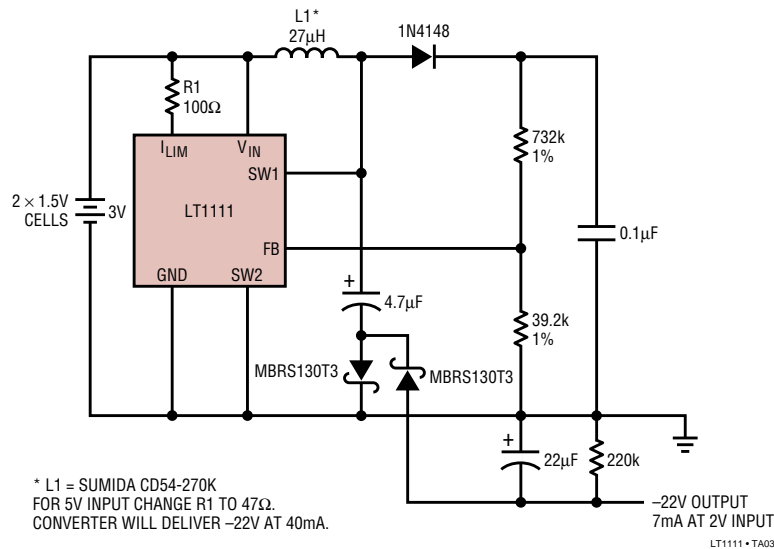 L1*
27µH
1N4148
R1
100Ω
732k
1%
ILIM
VIN
SW1
2 × 1.5V
CELLS
3V
LT1111
0.1µF
FB
GND
SW2
+
4.7µF
39.2k
1%
MBRS130T3
MBRS130T3
+
22µF
220k
* L1 = SUMIDA CD54-270K
FOR 5V INPUT CHANGE R1 TO 47Ω.
CONVERTER WILL DELIVER –22V AT 40mA.
–22V OUTPUT
7mA AT 2V INPUT
LT1111 • TA03